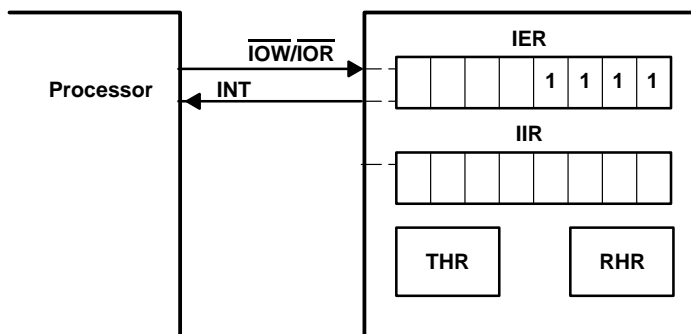 IER
IOW/IOR
1 1 1 1
Processor
INT
IIR
THR
RHR